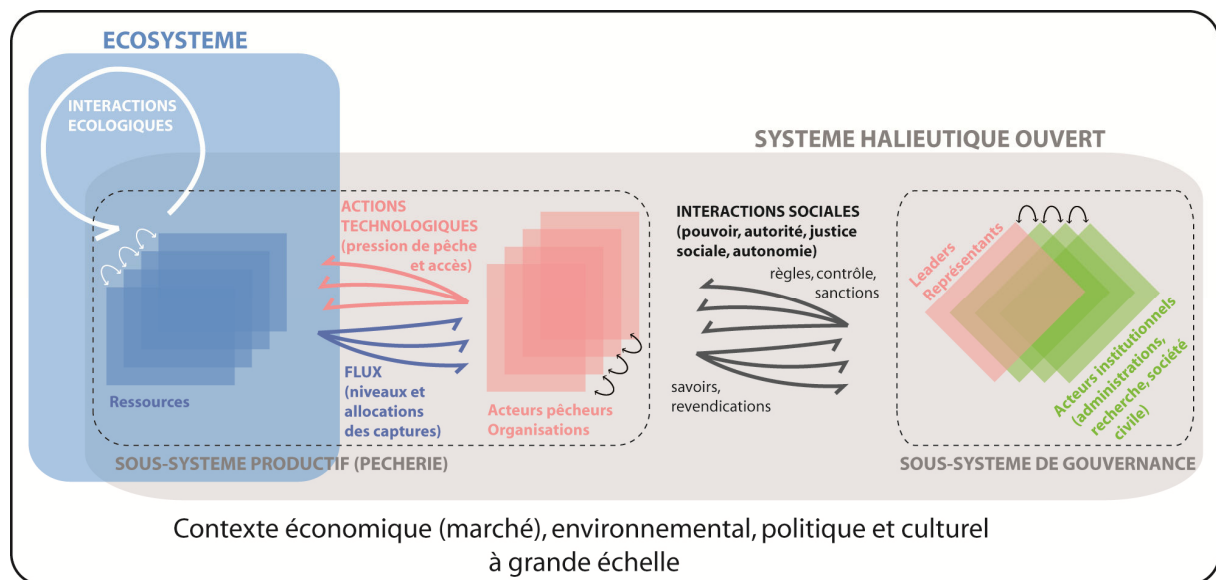 ECOSYSTEME
INTERACTIONS
ECOLOGIQUES
SYSTEME HALIEUTIQUE OUVERT
ACTIONS
TECHNOLOGIQUES
(pression de pêche
et accès)
INTERACTIONS SOCIALES
(pouvoir, autorité, justice
sociale, autonomie)
règles, contrôle,
sanctions
Leaders
Représentants
Ressources
FLUX
(niveaux et
allocations
des captures)
Acteurs pêcheurs
Organisations
savoirs,
revendications
Acteurs institutionnels
(administrations,
recherche, société
civile)
SOUS-SYSTEME PRODUCTIF (PECHERIE)
SOUS-SYSTEME DE GOUVERNANCE
Contexte économique (marché), environnemental, politique et culturel
à grande échelle